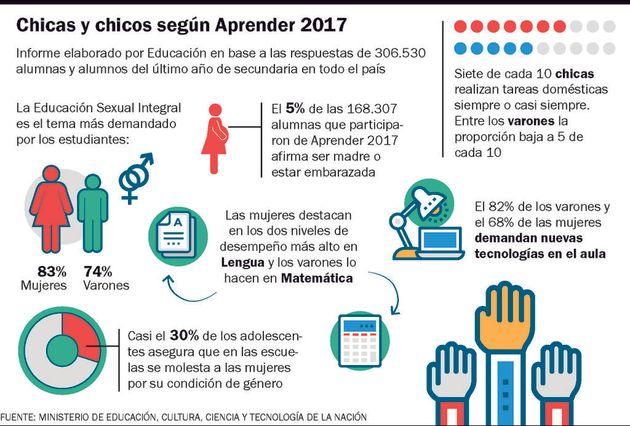 Chicas y chicos según Aprender 2017
Informe elaborado por Educación en base a las respuestas de 306.530
alumnas y alumnos del último año de secundaria en todo el país
Siete de cada 10 chicas
realizan tareas domésticas
siempre o casi siempre.
Entre los varones la
proporción baja a 5 de
cada 10
La Educación Sexual Integral
es el tema más demandado
por los estudiantes:
83%
Mujeres
74%
Varones
El 5% de las 168.307
alumnas que participa-
ron de Aprender 2017
afirma ser madre o
estar embarazada
A
Las mujeres destacan
en los dos niveles de
desempeño más alto en
Lengua y los varones lo
hacen en Matemática
El 82% de los varones y
el 68% de las mujeres
demandan nuevas
tecnologías en el aula
Casi el 30% de los adolescen-
tes asegura que en las escue-
las se molesta a las mujeres
por su condición de género
FUENTE: MINISTERIO DE EDUCACIÓN, CULTURA, CIENCIA Y TECNOLOGÍA DE LA NACIÓN